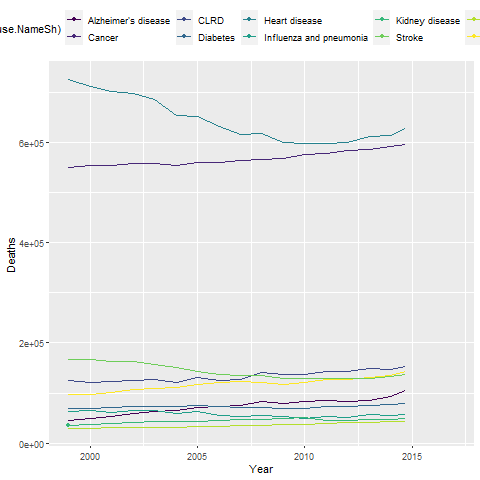 use.NameSh) Alzheimer's disease CLRD Heart disease Kidney disease
Cancer Diabetes Influenza and pneumonia Stroke
6e+05
4e+05
2e+05
0e+00
Deaths
2000 2005 2010 2015
Year